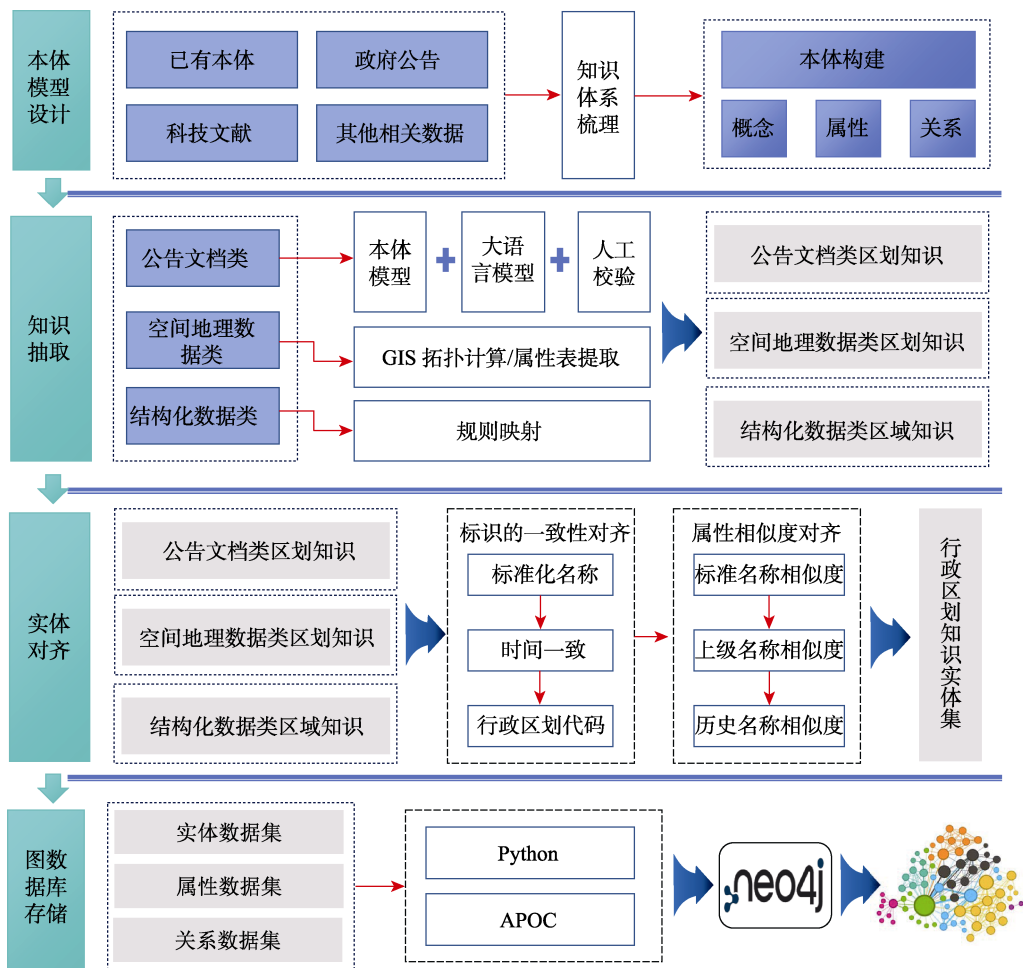 本体
模型
设计
已有本体
政府公告
科技文献
其他相关数据
知识
体系
梳理
本体构建
概念
属性
关系
知识
抽取
公告文档类
空间地理数
据类
结构化数据类
本体
模型
大语
言模型
人工
校验
GIS 拓扑计算/属性表提取
规则映射
公告文档类区划知识
空间地理数据类区划知识
结构化数据类区域知识
实体
对齐
公告文档类区划知识
空间地理数据类区划知识
结构化数据类区域知识
标识的一致性对齐
标准化名称
时间一致
行政区划代码
属性相似度对齐
标准名称相似度
上级名称相似度
历史名称相似度
行政区划知识实体集
图数
据库
存储
实体数据集
属性数据集
关系数据集
Python
APOC
neo4j